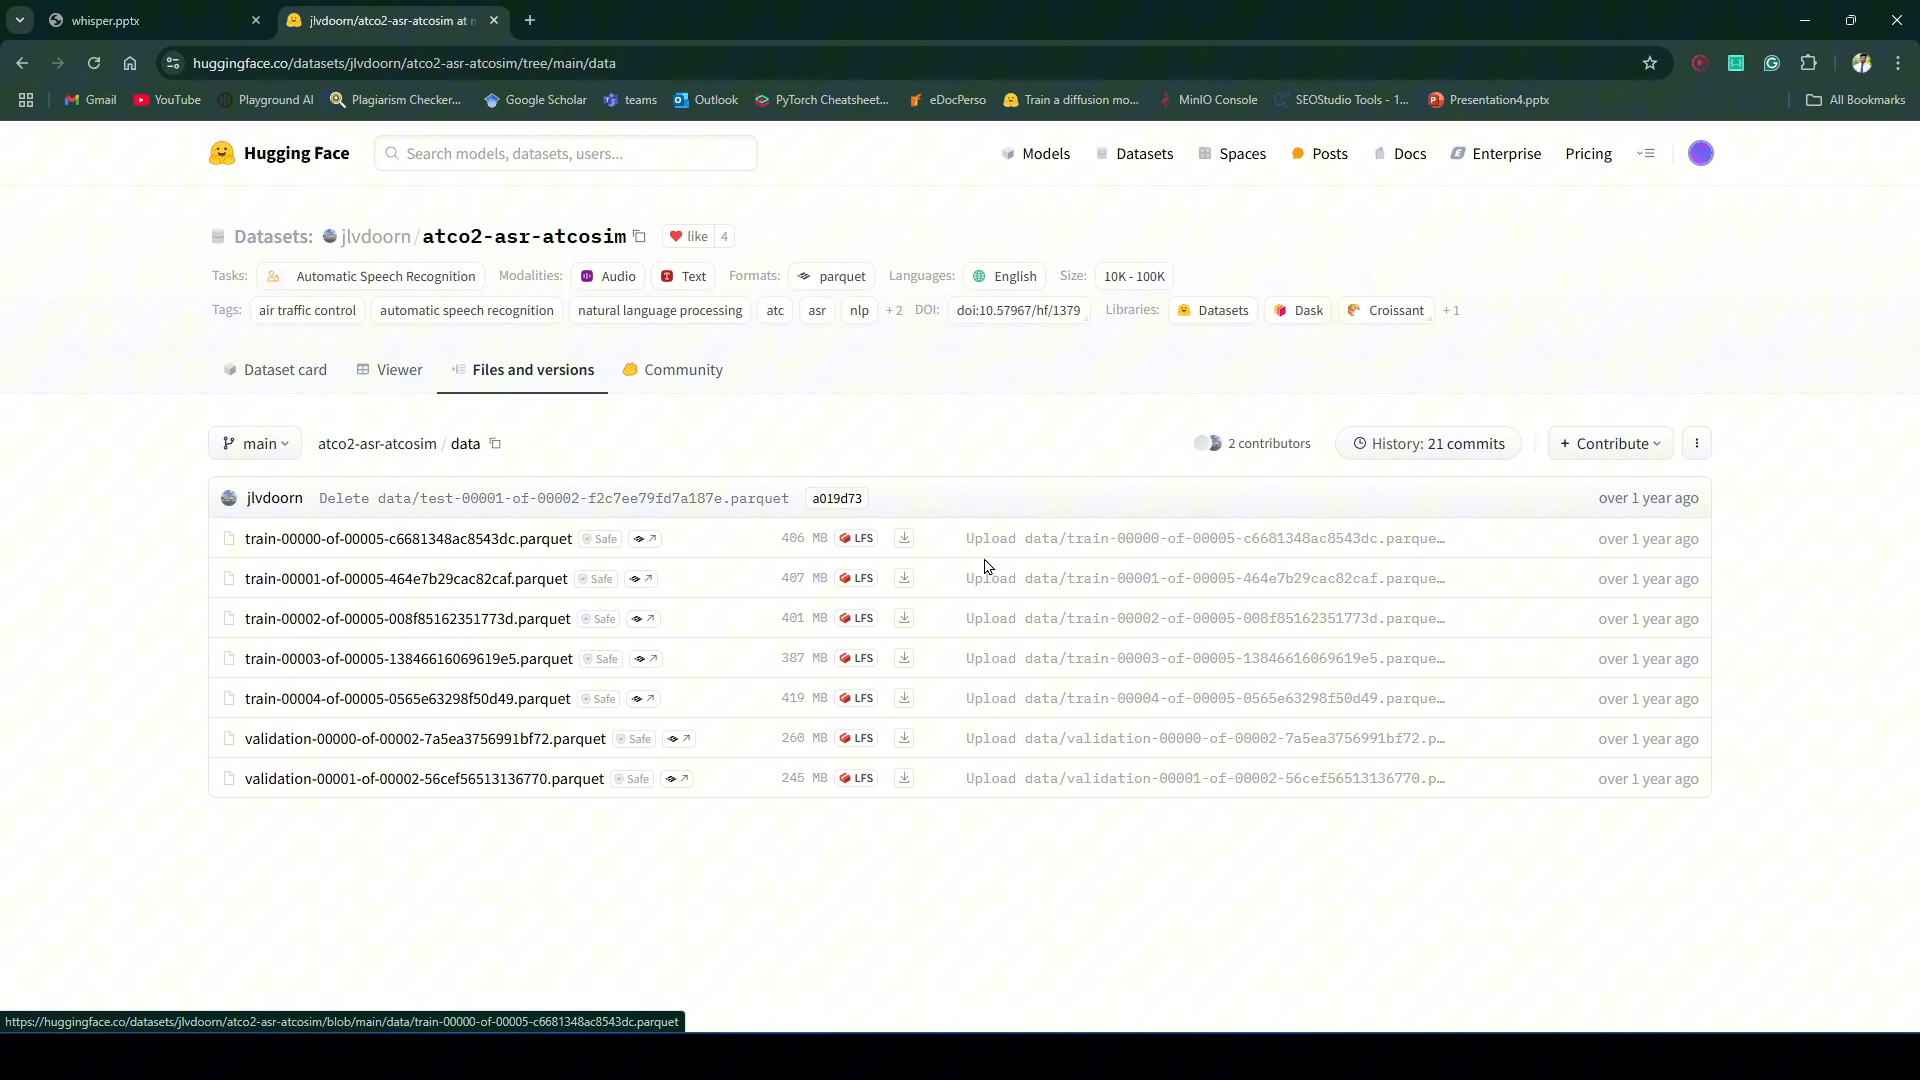 whisper.pptx
jlvdoorn/atco2-asr-atcosim at
huggingface.co/datasets/jlvdoorn/atco2-asr-atcosim/tree/main/data
Gmail YouTube Playground AI Plagiarism Checker... Google Scholar teams Outlook PyTorch Cheatsheet... eDocPerso Train a diffusion mo... MinIO Console SEOStudio Tools - 1... Presentation4.pptx All Bookmarks
Hugging Face Search models, datasets, users... Models Datasets Spaces Posts Docs Enterprise Pricing
Datasets: jlvdoorn/atco2-asr-atcosim like 4
Tasks: Automatic Speech Recognition Modalities: Audio Text Formats: parquet Languages: English Size: 10K - 100K
Tags: air traffic control automatic speech recognition natural language processing atc asr nlp +2 DOI: doi:10.57967/hf/1379 Libraries: Datasets Dask Croissant +1
Dataset card Viewer Files and versions Community
main atco2-asr-atcosim / data 2 contributors History: 21 commits + Contribute
jlvdoorn Delete data/test-00001-of-00002-f2c7ee79fd7a187e.parquet a019d73 over 1 year ago
train-00000-of-00005-c6681348ac8543dc.parquet Safe 406 MB LFS Upload data/train-00000-of-00005-c6681348ac8543dc.parque… over 1 year ago
train-00001-of-00005-464e7b29cac82caf.parquet Safe 407 MB LFS Upload data/train-00001-of-00005-464e7b29cac82caf.parque… over 1 year ago
train-00002-of-00005-008f85162351773d.parquet Safe 401 MB LFS Upload data/train-00002-of-00005-008f85162351773d.parque… over 1 year ago
train-00003-of-00005-13846616069619e5.parquet Safe 387 MB LFS Upload data/train-00003-of-00005-13846616069619e5.parque… over 1 year ago
train-00004-of-00005-0565e63298f50d49.parquet Safe 419 MB LFS Upload data/train-00004-of-00005-0565e63298f50d49.parque… over 1 year ago
validation-00000-of-00002-7a5ea3756991bf72.parquet Safe 260 MB LFS Upload data/validation-00000-of-00002-7a5ea3756991bf72.p… over 1 year ago
validation-00001-of-00002-56cef56513136770.parquet Safe 245 MB LFS Upload data/validation-00001-of-00002-56cef56513136770.p… over 1 year ago
https://huggingface.co/datasets/jlvdoorn/atco2-asr-atcosim/blob/main/data/train-00000-of-00005-c6681348ac8543dc.parquet